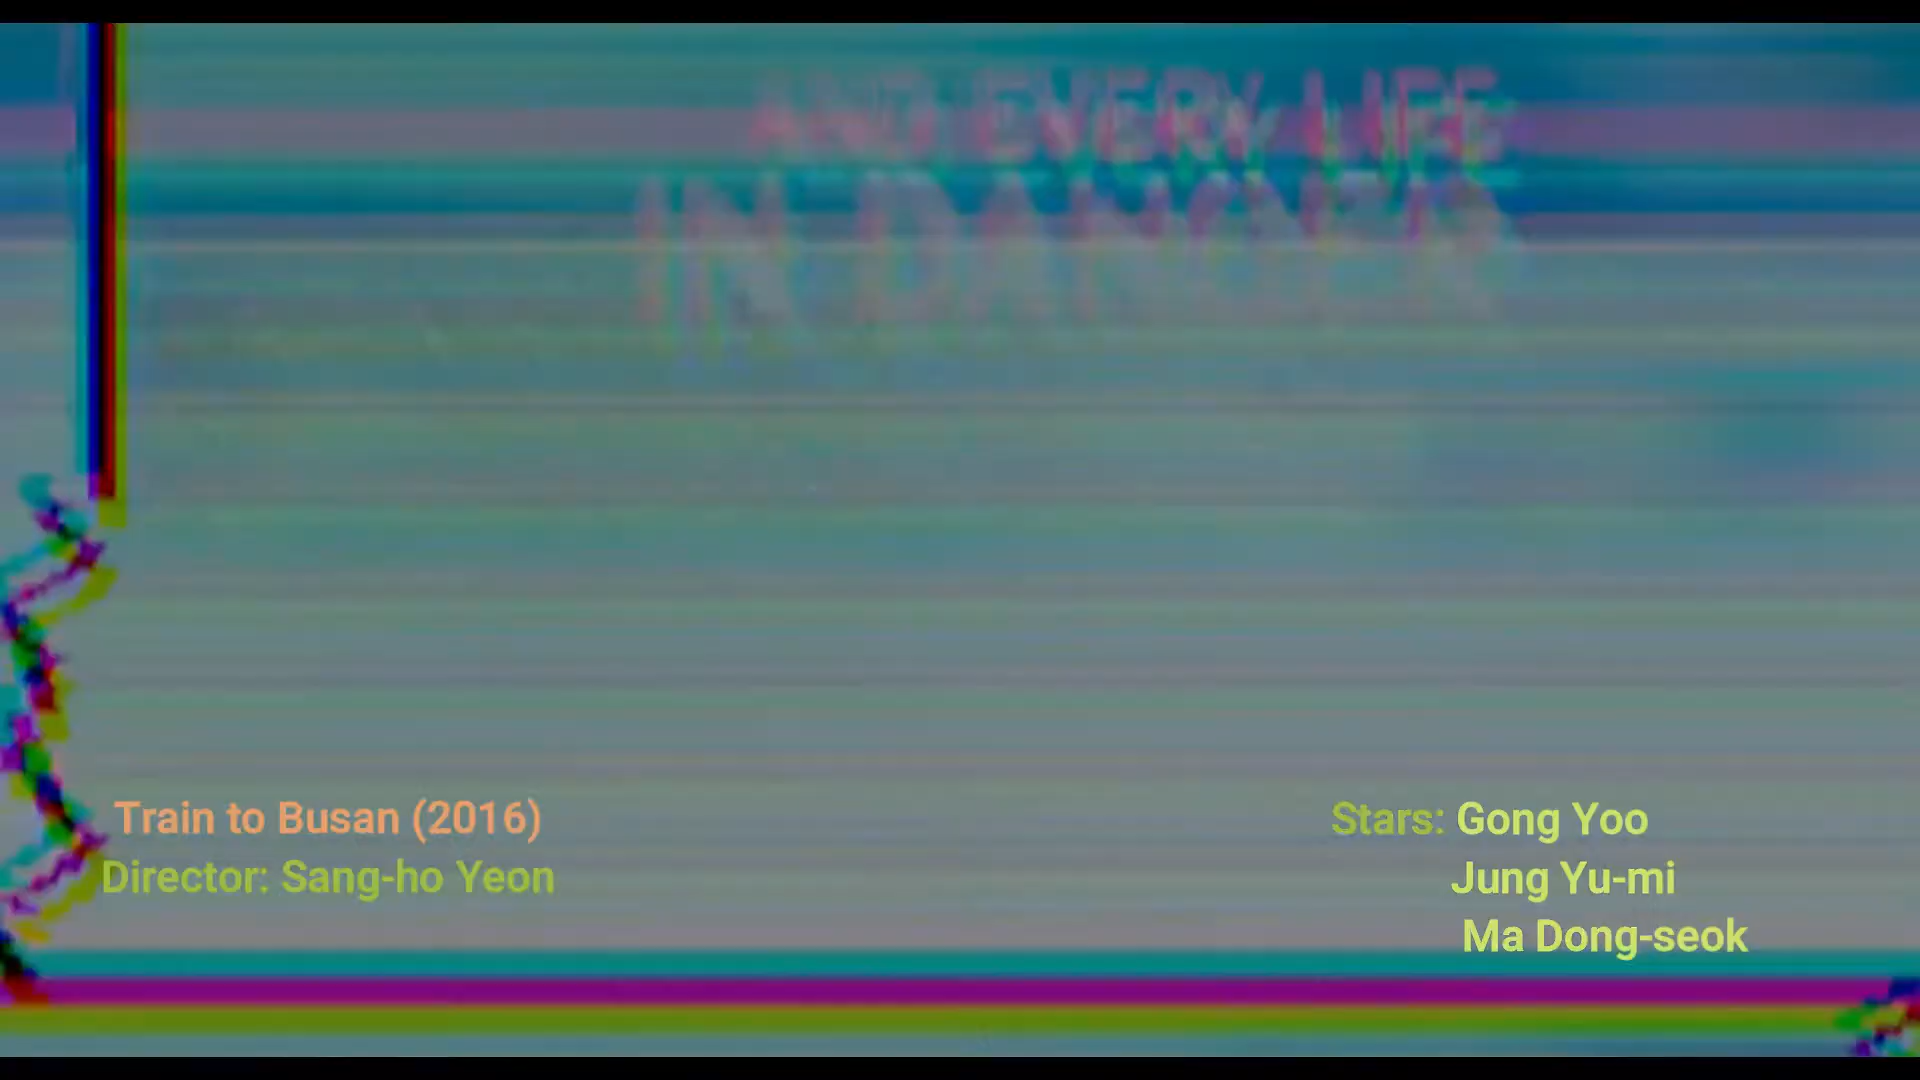 AND EVERY LIFE
IN DANGER
Train to Busan (2016)
Director: Sang-ho Yeon
Stars: Gong Yoo
Jung Yu-mi
Ma Dong-seok